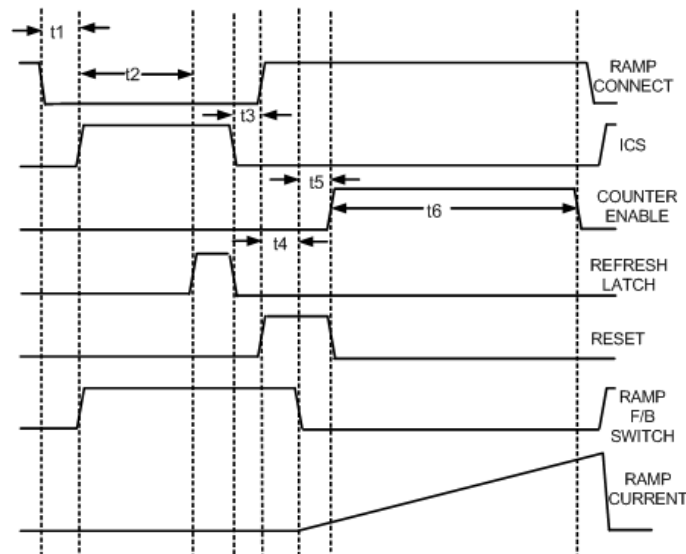 t1
t2
RAMP
CONNECT
t3
ICS
t5
COUNTER
ENABLE
t6
t4
REFRESH
LATCH
RESET
RAMP
F/B
SWITCH
RAMP
CURRENT